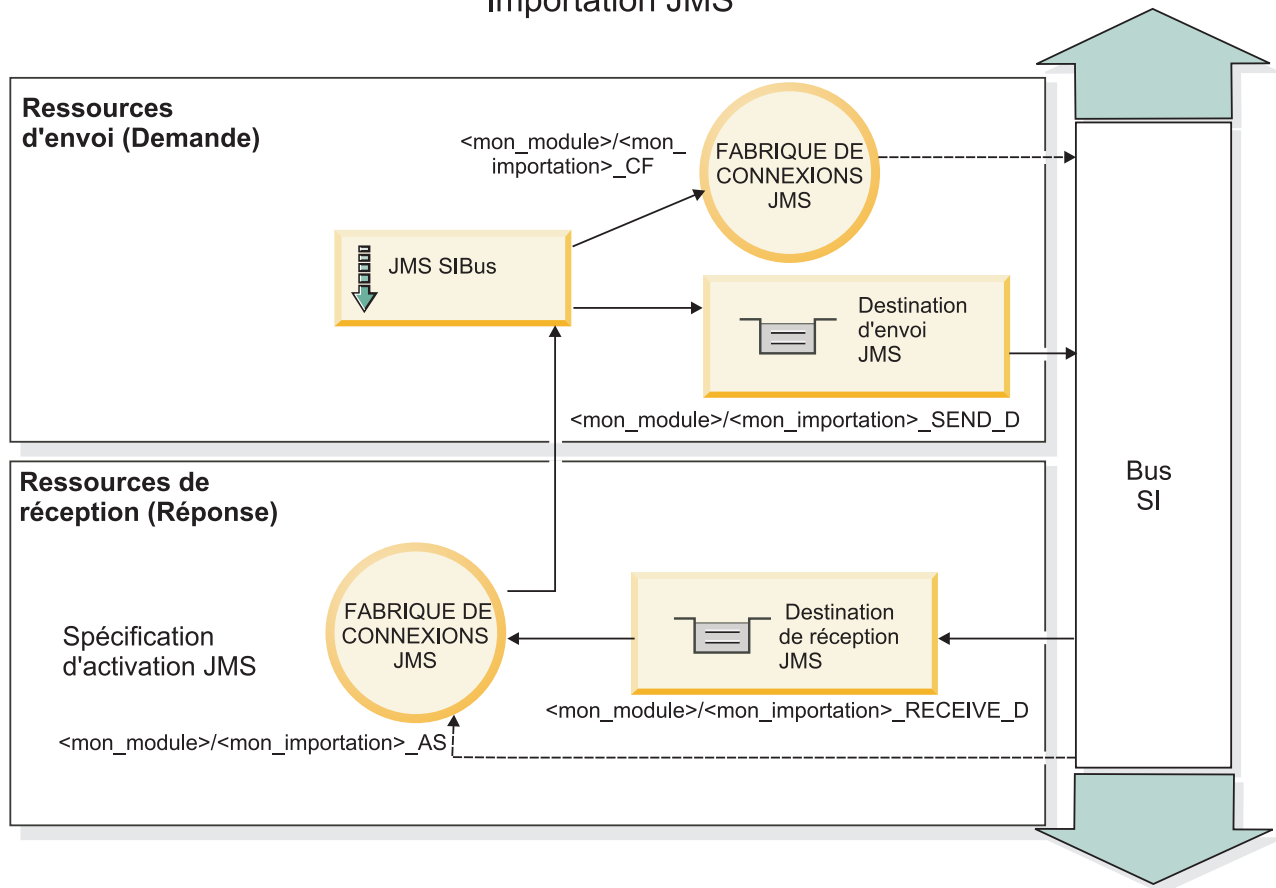 Importation JMS
Ressources
d'envoi (Demande)
<mon_module>/<mon_
importation>_CF
FABRIQUE DE
CONNEXIONS
JMS
JMS SIBus
Destination
d'envoi
JMS
<mon_module>/<mon_importation>_SEND_D
Bus
SI
Ressources de
réception (Réponse)
Spécification
d'activation JMS
FABRIQUE DE
CONNEXIONS
JMS
Destination
de réception
JMS
<mon_module>/<mon_importation>_RECEIVE_D
<mon_module>/<mon_importation>_AS